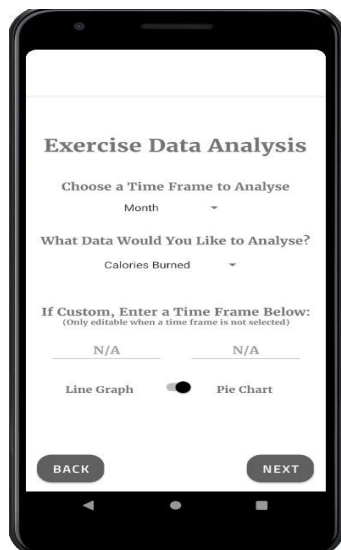 Exercise Data Analysis
Choose a Time Frame to Analyse
Month
What Data Would You Like to Analyse?
Calories Burned
If Custom, Enter a Time Frame Below:
(Only editable when a time frame is not selected)
N/A N/A
Line Graph Pie Chart
BACK NEXT